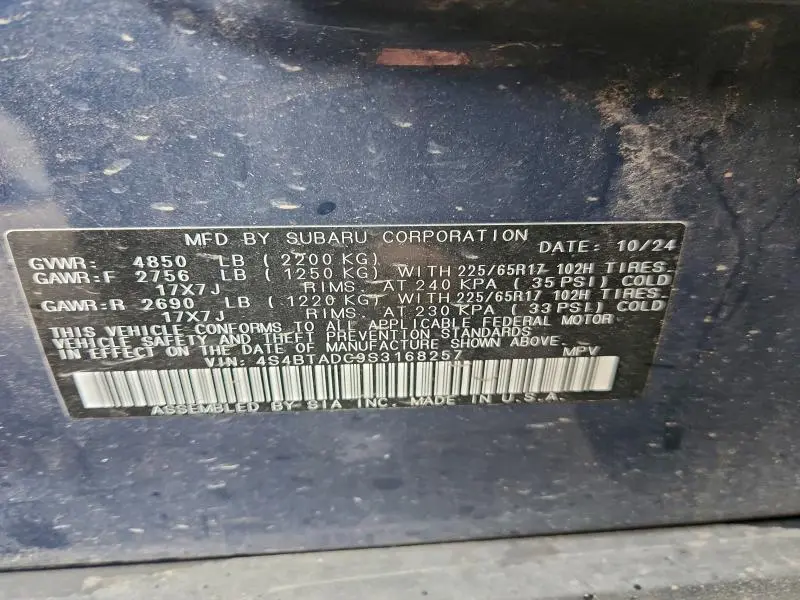 MFD BY SUBARU CORPORATION DATE: 10/24
GVWR: 4850 LB (2200 KG)
GAWR:F 2756 LB (1250 KG) WITH 225/65R17 102H TIRES.
17X7J RIMS. AT 240 KPA (35 PSI) COLD
GAWR:R 2690 LB (1220 KG) WITH 225/65R17 102H TIRES.
17X7J RIMS. AT 230 KPA (33 PSI) COLD
THIS VEHICLE CONFORMS TO ALL APPLICABLE FEDERAL MOTOR
VEHICLE SAFETY AND THEFT PREVENTION STANDARDS
IN EFFECT ON THE DATE OF MANUFACTURE SHOWN ABOVE.
VIN: 4S4BTADC9S3168257 MPV
ASSEMBLED BY SIA INC. MADE IN U.S.A.